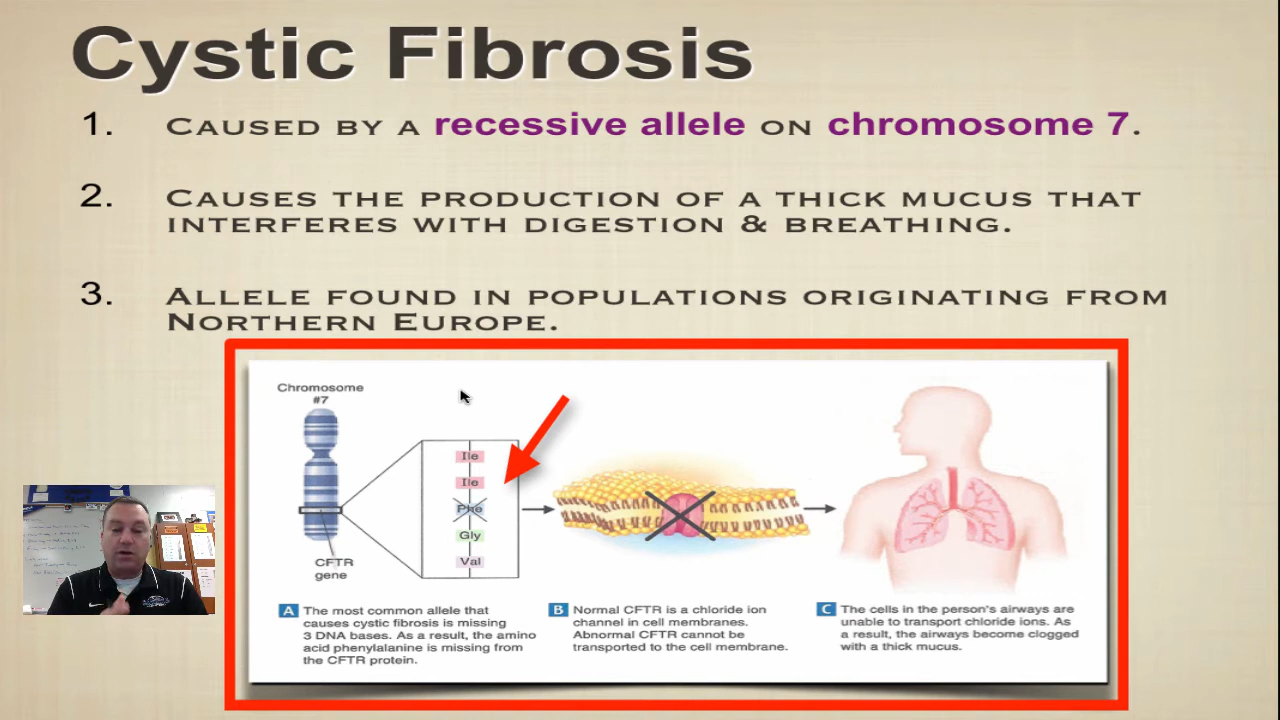 Cystic Fibrosis
1. Caused by a recessive allele on chromosome 7.
2. Causes the production of a thick mucus that
interferes with digestion & breathing.
3. Allele found in populations originating from
Northern Europe.
Chromosome
#7
Ile
Ile
Phe
Gly
Val
CFTR
gene
A The most common allele that
causes cystic fibrosis is missing
3 DNA bases. As a result, the amino
acid phenylalanine is missing from
the CFTR protein.
B Normal CFTR is a chloride ion
channel in cell membranes.
Abnormal CFTR cannot be
transported to the cell membrane.
C The cells in the person's airways are
unable to transport chloride ions. As
a result, the airways become clogged
with a thick mucus.